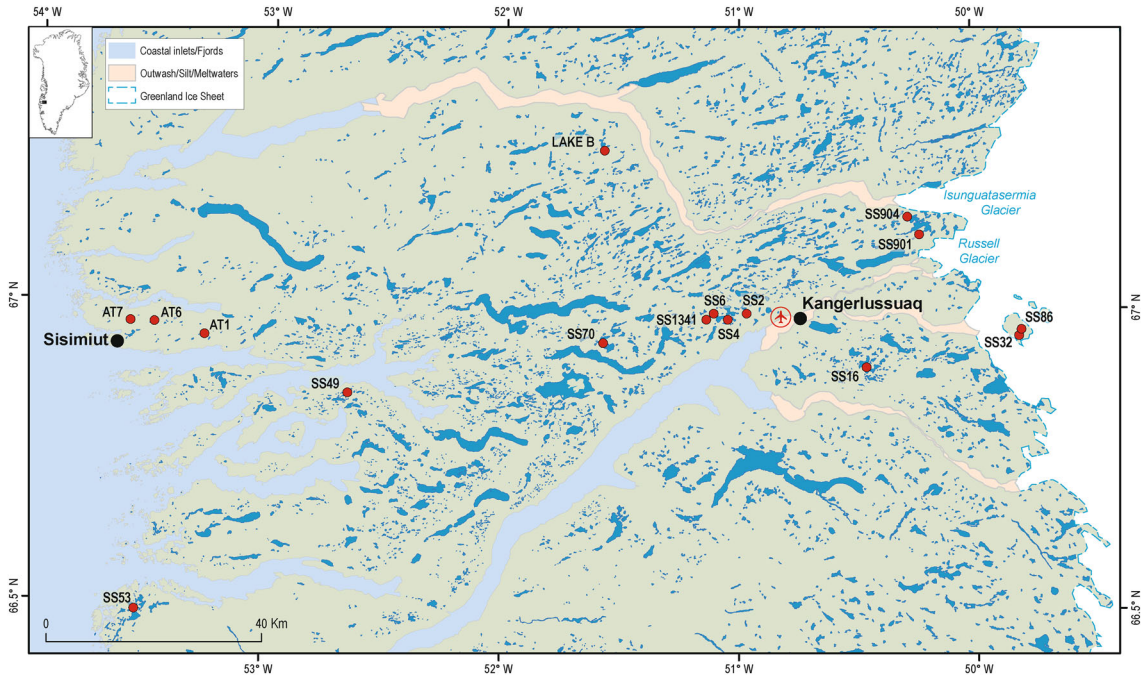 54° W
53° W
52° W
51° W
50° W
Coastal inlets/Fjords
Outwash/Silt/Meltwaters
Greenland Ice Sheet
LAKE B
Isunguatasermia
Glacier
SS904
SS901
Russell
Glacier
67° N
67° N
Kangerlussuaq
AT7
AT6
AT1
SS6
SS2
SS1341
SS4
SS86
SS32
Sisimiut
SS70
SS16
SS49
66.5° N
66.5° N
SS53
0
40 Km
53° W
52° W
51° W
50° W